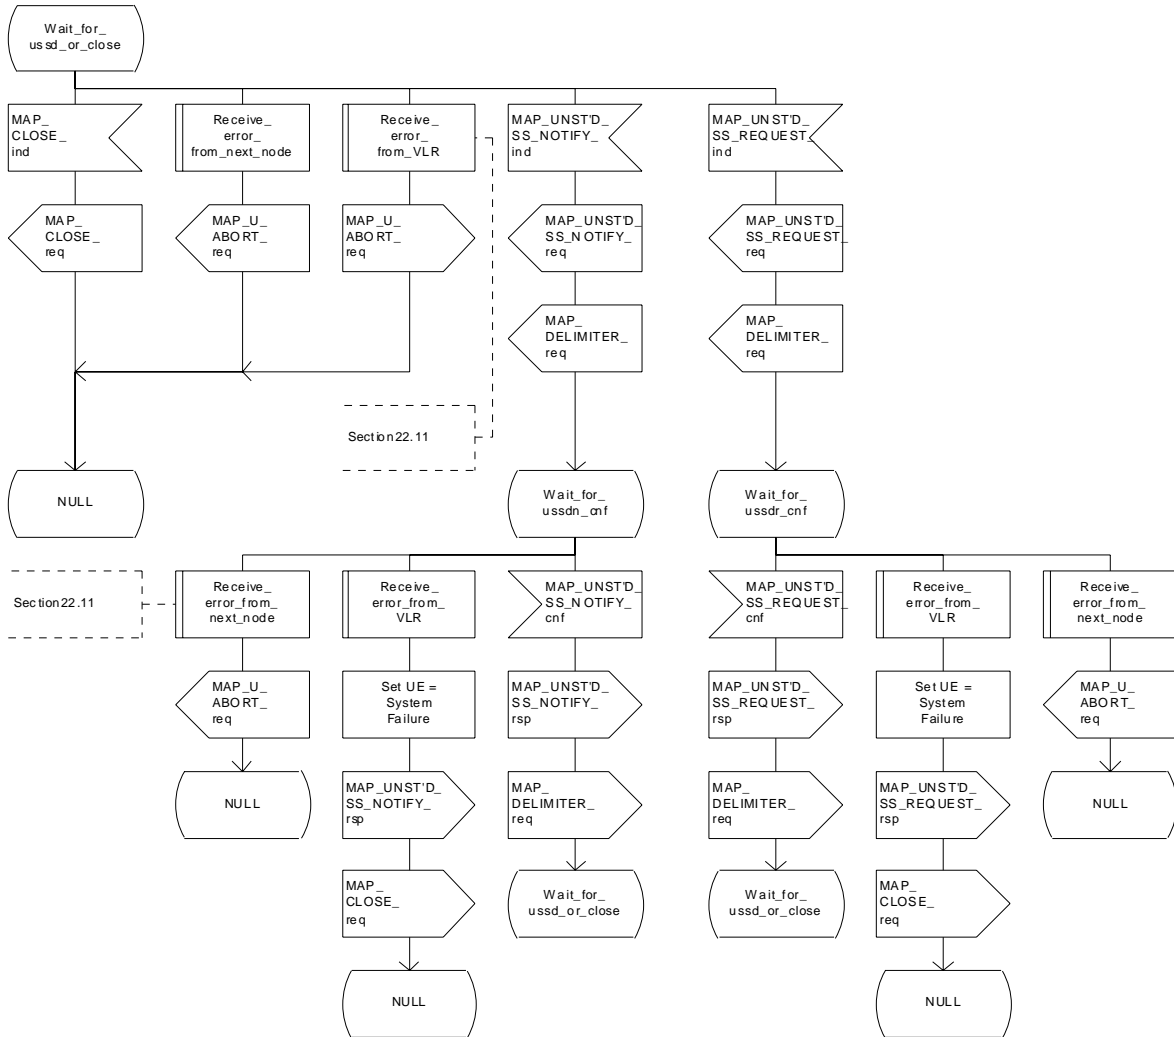 Wait_for_
ussd_or_close
MAP_
CLOSE_
ind
Receive_
error_
from_next_node
Receive_
error_
from_VLR
MAP_UNST'D_
SS_NOTIFY_
ind
MAP_UNST'D_
SS_REQUEST_
ind
MAP_
CLOSE_
req
MAP_U_
ABORT_
req
MAP_U_
ABORT_
req
MAP_UNST'D_
SS_NOTIFY_
req
MAP_UNST'D_
SS_REQUEST_
req
MAP_
DELIMITER_
req
MAP_
DELIMITER_
req
Section22.11
NULL
Wait_for_
ussdn_cnf
Wait_for_
ussdr_cnf
Section22.11
Receive_
error_from_
next_node
Receive_
error_from_
VLR
MAP_UNST'D_
SS_NOTIFY_
cnf
MAP_UNST'D_
SS_REQUEST_
cnf
Receive_
error_from_
VLR
Receive_
error_from_
next_node
MAP_U_
ABORT_
req
Set UE =
System
Failure
MAP_UNST'D_
SS_NOTIFY_
rsp
MAP_UNST'D_
SS_REQUEST_
rsp
Set UE =
System
Failure
MAP_U_
ABORT_
req
NULL
MAP_UNST'D_
SS_NOTIFY_
rsp
MAP_
DELIMITER_
req
MAP_
DELIMITER_
req
MAP_UNST'D_
SS_REQUEST_
rsp
NULL
MAP_
CLOSE_
req
Wait_for_
ussd_or_close
Wait_for_
ussd_or_close
MAP_
CLOSE_
req
NULL
NULL